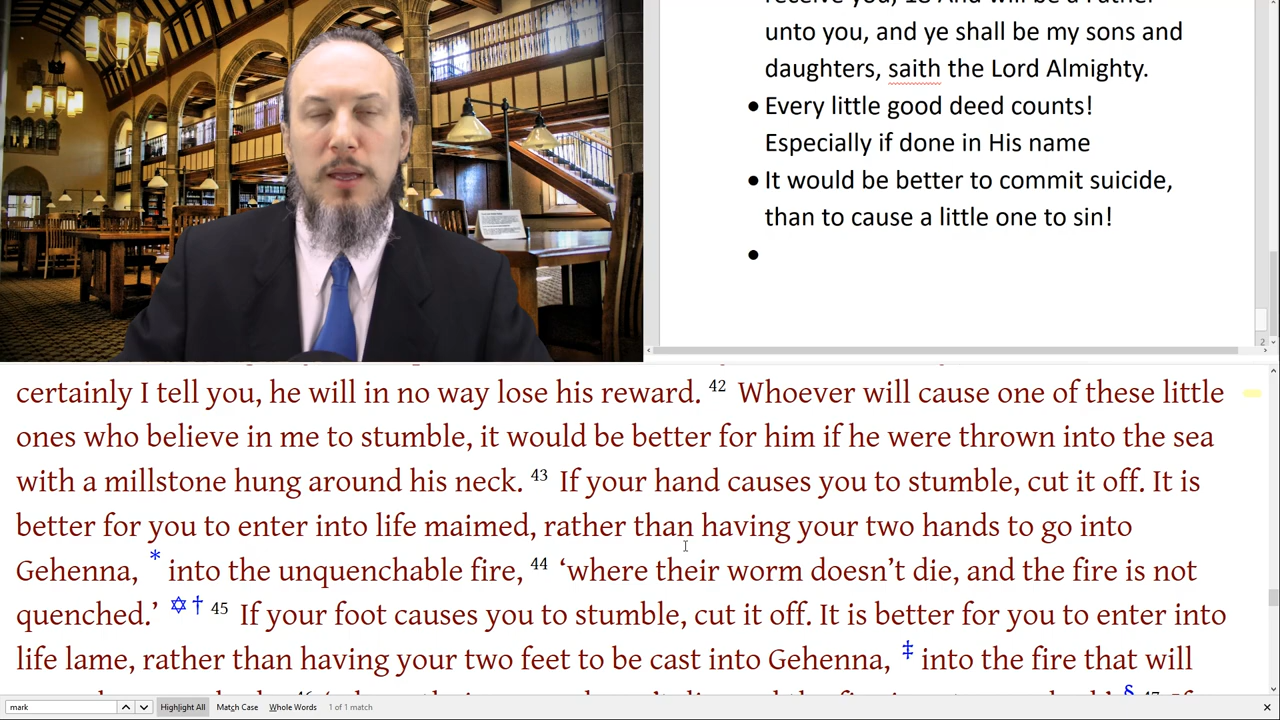 unto you, and ye shall be my sons and
daughters, saith the Lord Almighty.
• Every little good deed counts!
Especially if done in His name
• It would be better to commit suicide,
than to cause a little one to sin!
•
2
certainly I tell you, he will in no way lose his reward. 42 Whoever will cause one of these little
ones who believe in me to stumble, it would be better for him if he were thrown into the sea
with a millstone hung around his neck. 43 If your hand causes you to stumble, cut it off. It is
better for you to enter into life maimed, rather than having your two hands to go into
Gehenna, * into the unquenchable fire, 44 ‘where their worm doesn’t die, and the fire is not
quenched.’ ✡ † 45 If your foot causes you to stumble, cut it off. It is better for you to enter into
life lame, rather than having your two feet to be cast into Gehenna, ‡ into the fire that will
mark Highlight All Match Case Whole Words 1 of 1 match